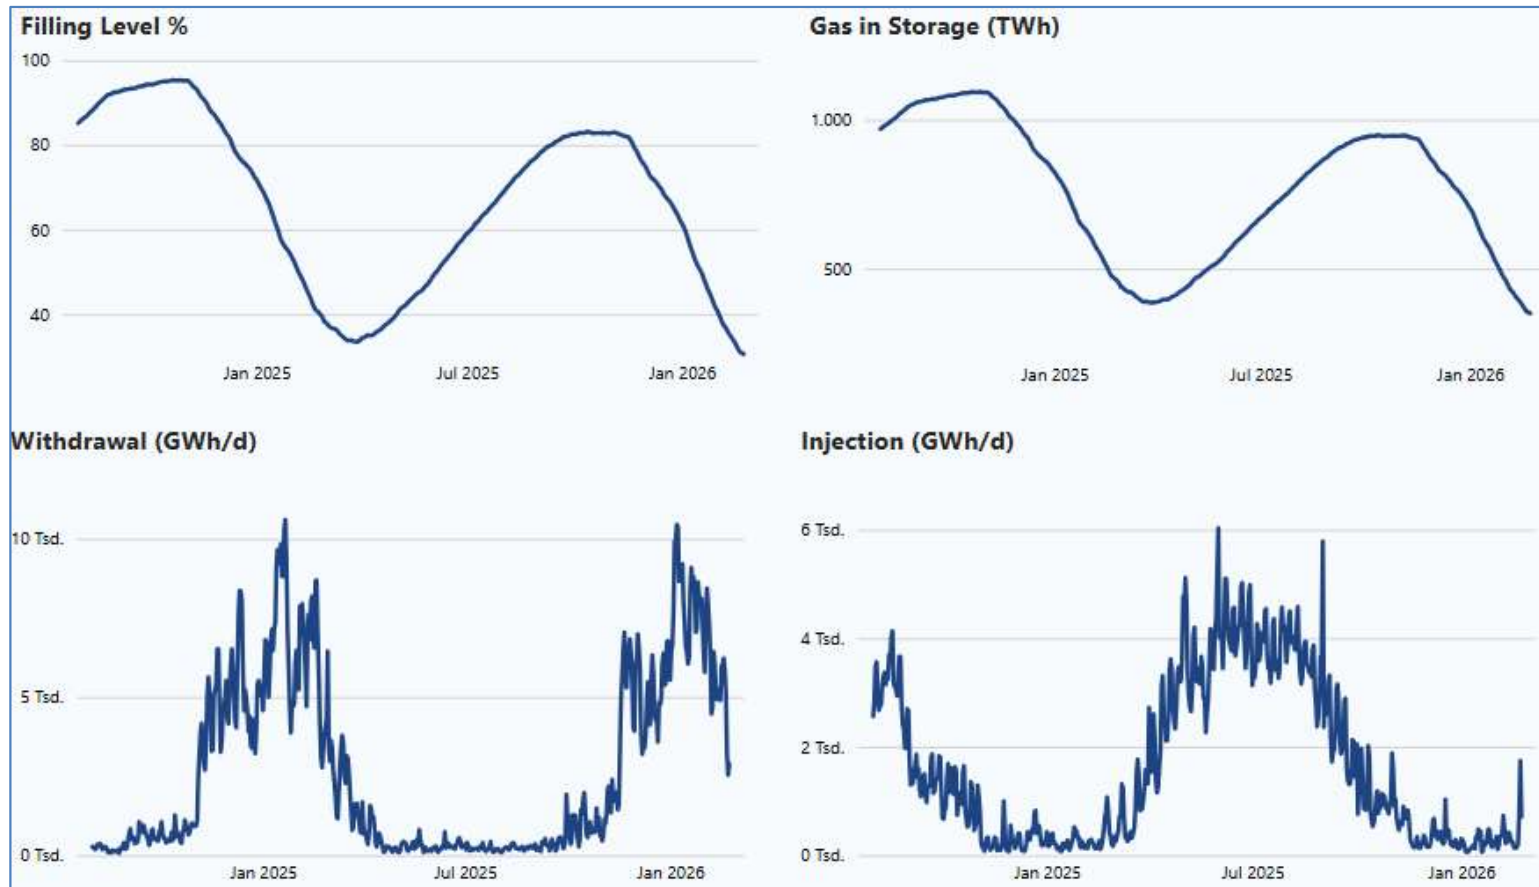 Filling Level %
100
80
60
40
Jan 2025 Jul 2025 Jan 2026
Gas in Storage (TWh)
1.000
500
Jan 2025 Jul 2025 Jan 2026
Withdrawal (GWh/d)
10 Tsd.
5 Tsd.
0 Tsd.
Jan 2025 Jul 2025 Jan 2026
Injection (GWh/d)
6 Tsd.
4 Tsd.
2 Tsd.
0 Tsd.
Jan 2025 Jul 2025 Jan 2026